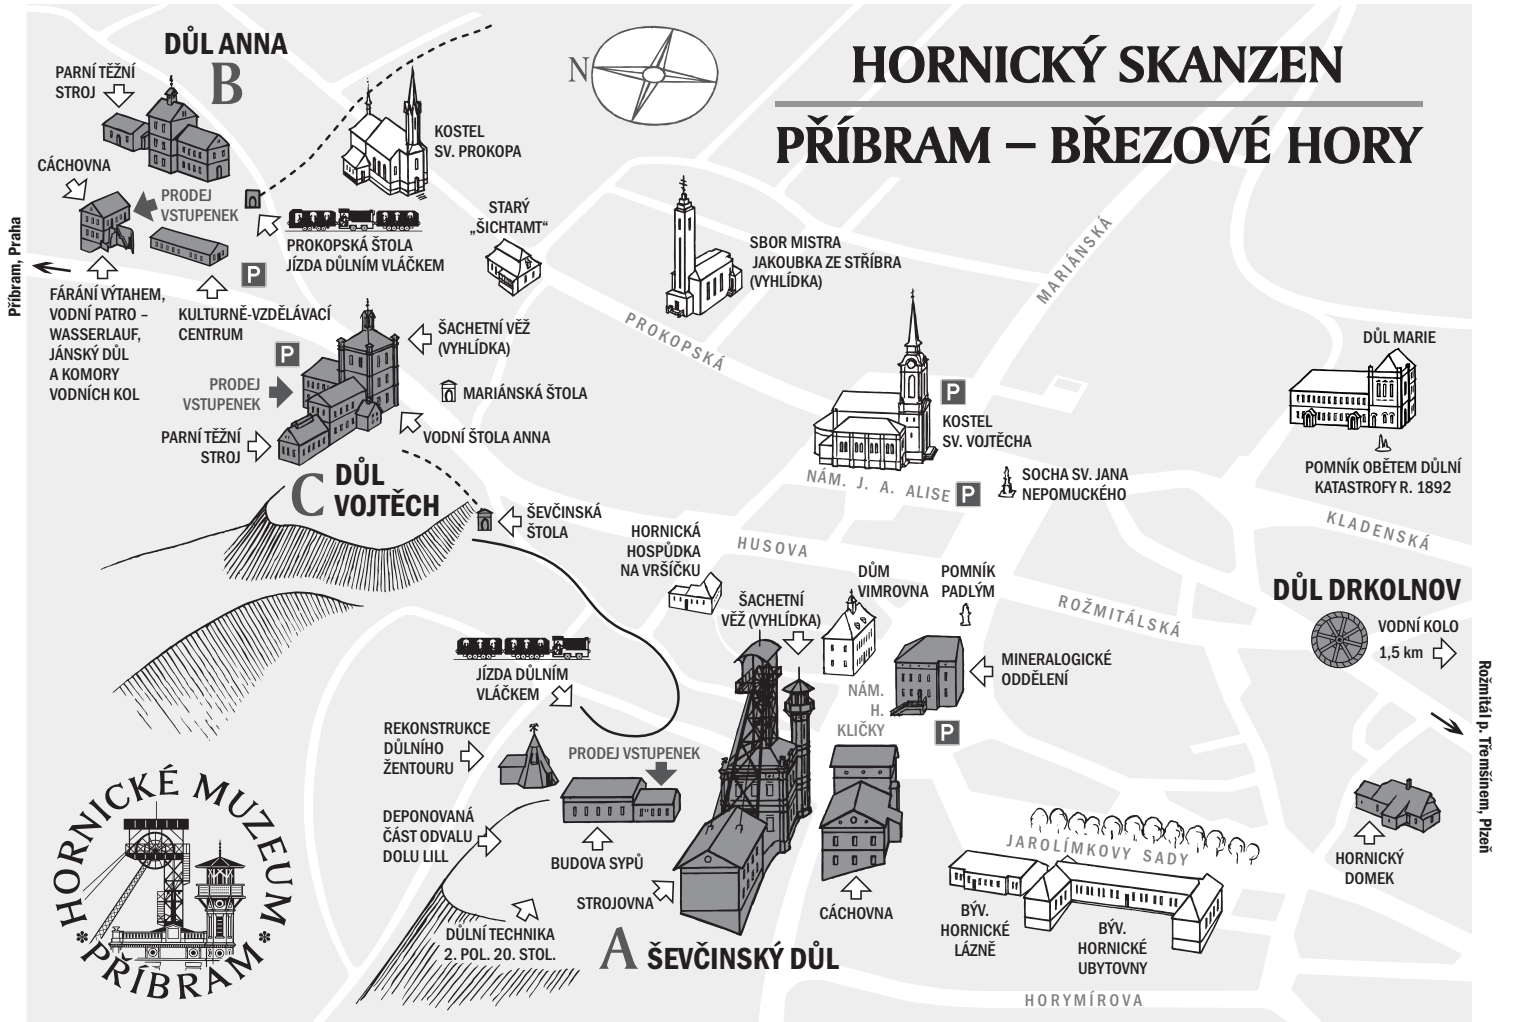 HORNICKÝ SKANZEN
PŘÍBRAM – BŘEZOVÉ HORY
N
DŮL ANNA
B
PARNÍ TĚŽNÍ
STROJ
CÁCHOVNA
PRODEJ
VSTUPENEK
KOSTEL
SV. PROKOPA
PROKOPSKÁ ŠTOLA
JÍZDA DŮLNÍM VLÁČKEM
STARÝ
„ŠICHTAMT“
Příbram, Praha
P
FÁRÁNÍ VÝTAHEM,
VODNÍ PATRO –
WASSERLAUF,
JÁNSKÝ DŮL
A KOMORY
VODNÍCH KOL
KULTURNĚ-VZDĚLÁVACÍ
CENTRUM
P
ŠACHETNÍ VĚŽ
(VYHLÍDKA)
PRODEJ
VSTUPENEK
MARIÁNSKÁ ŠTOLA
VODNÍ ŠTOLA ANNA
PARNÍ TĚŽNÍ
STROJ
C
DŮL
VOJTĚCH
ŠEVČINSKÁ
ŠTOLA
SBOR MISTRA
JAKOUBKA ZE STŘÍBRA
(VYHLÍDKA)
PROKOPSKÁ
MARIÁNSKÁ
P
KOSTEL
SV. VOJTĚCHA
NÁM. J. A. ALISE
P
SOCHA SV. JANA
NEPOMUCKÉHO
DŮL MARIE
POMNÍK OBĚTEM DŮLNÍ
KATASTROFY R. 1892
KLADENSKÁ
HUSOVA
ROŽMITÁLSKÁ
HORNICKÁ
HOSPŮDKA
NA VRŠÍČKU
ŠACHETNÍ
VĚŽ (VYHLÍDKA)
DŮM
VIMROVNA
POMNÍK
PADLÝM
MINERALOGICKÉ
ODDĚLENÍ
NÁM.
H.
KLIČKY
P
DŮL DRKOLNOV
VODNÍ KOLO
1,5 km
Rožmitál p. Třemšínem, Plzeň
JÍZDA DŮLNÍM
VLÁČKEM
REKONSTRUKCE
DŮLNÍHO
ŽENTOURU
PRODEJ VSTUPENEK
DEPONOVANÁ
ČÁST ODVALU
DOLU LILL
BUDOVA SYPŮ
STROJOVNA
CÁCHOVNA
DŮLNÍ TECHNIKA
2. POL. 20. STOL.
A
ŠEVČINSKÝ DŮL
JAROLÍMKOVY SADY
BÝV.
HORNICKÉ
LÁZNĚ
BÝV.
HORNICKÉ
UBYTOVNY
HORNICKÝ
DOMEK
HORYMÍROVA
HORNICKÉ MUZEUM
* PŘÍBRAM *